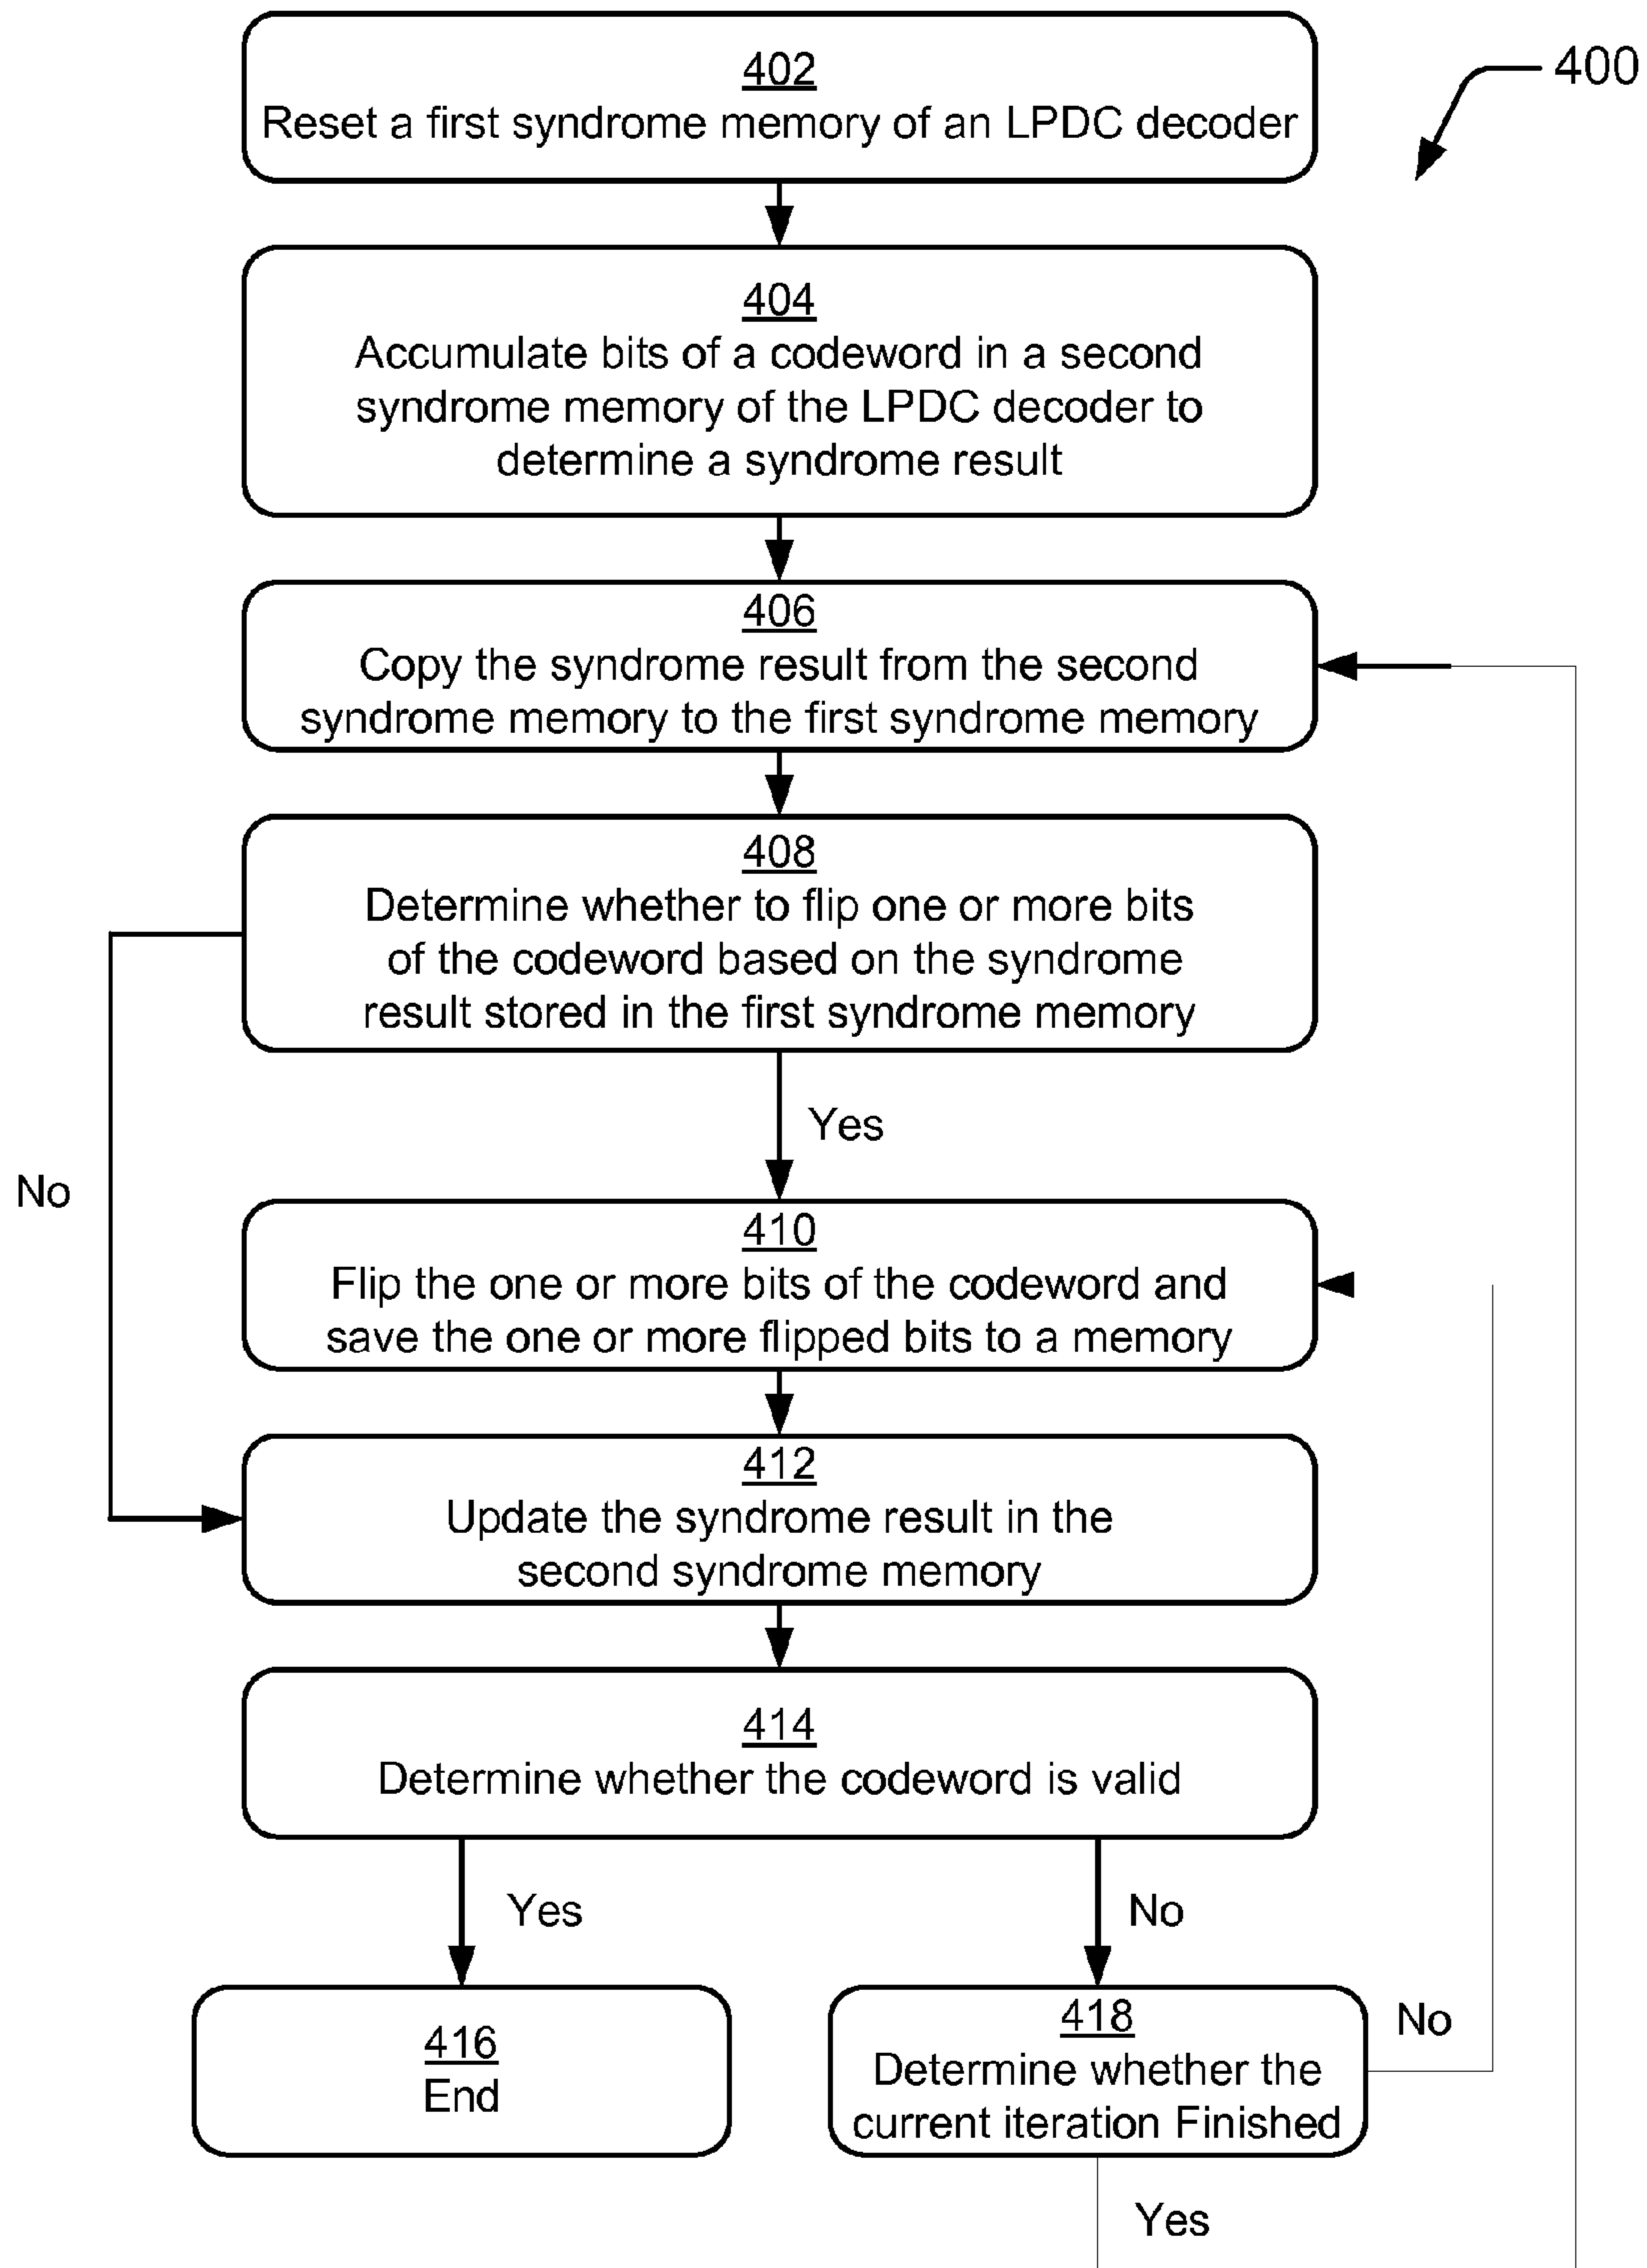 400
402
Reset a first syndrome memory of an LPDC decoder
404
Accumulate bits of a codeword in a second
syndrome memory of the LPDC decoder to
determine a syndrome result
406
Copy the syndrome result from the second
syndrome memory to the first syndrome memory
408
Determine whether to flip one or more bits
of the codeword based on the syndrome
result stored in the first syndrome memory
Yes
No
410
Flip the one or more bits of the codeword and
save the one or more flipped bits to a memory
412
Update the syndrome result in the
second syndrome memory
414
Determine whether the codeword is valid
Yes
No
416
End
418
Determine whether the
current iteration Finished
No
Yes